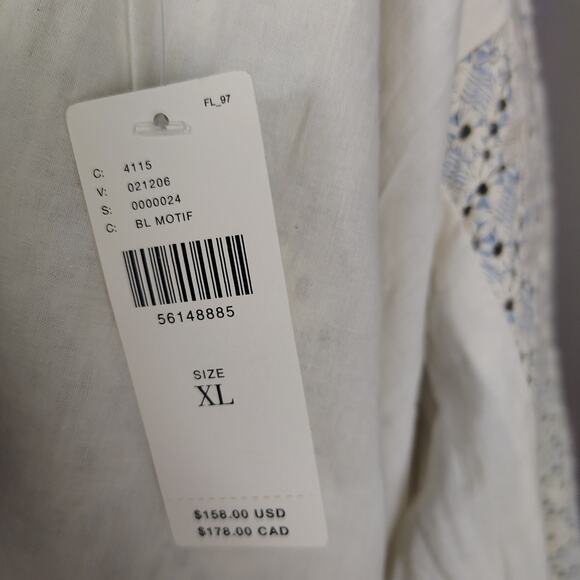 FL_97
C: 4115
V: 021206
S: 0000024
C: BL MOTIF
56148885
SIZE
XL
$158.00 USD
$178.00 CAD